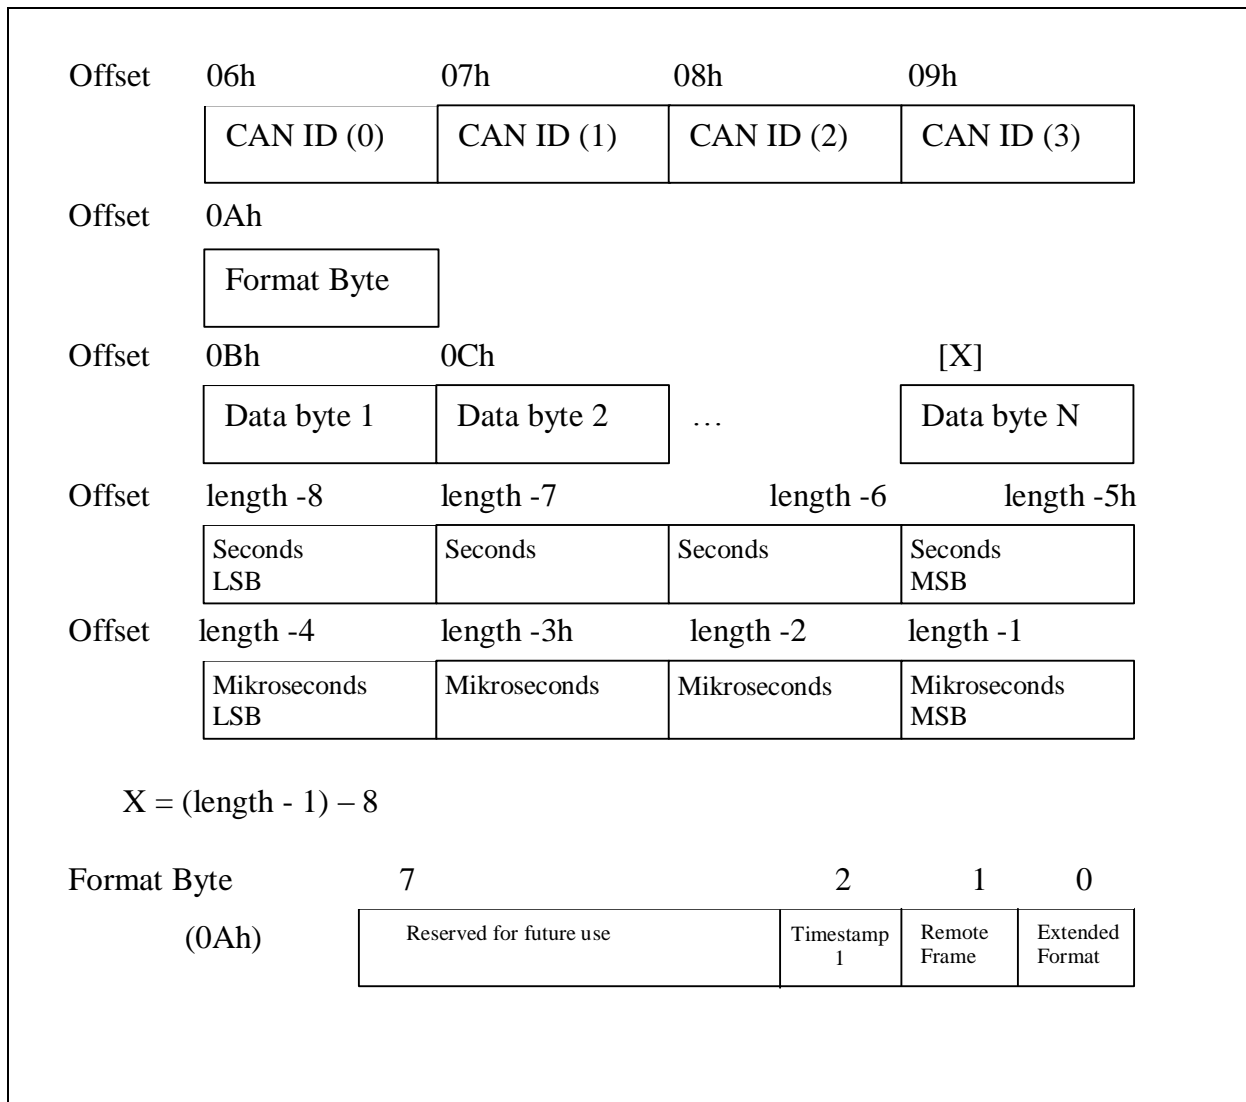 Offset 06h 07h 08h 09h
CAN ID (0) CAN ID (1) CAN ID (2) CAN ID (3)
Offset 0Ah
Format Byte
Offset 0Bh 0Ch [X]
Data byte 1 Data byte 2 … Data byte N
Offset length -8 length -7 length -6 length -5h
Seconds Seconds Seconds Seconds
LSB MSB
Offset length -4 length -3h length -2 length -1
Mikroseconds Mikroseconds Mikroseconds Mikroseconds
LSB MSB
X = (length - 1) – 8
Format Byte 7 2 1 0
(0Ah) Reserved for future use Timestamp Remote Extended
1 Frame Format